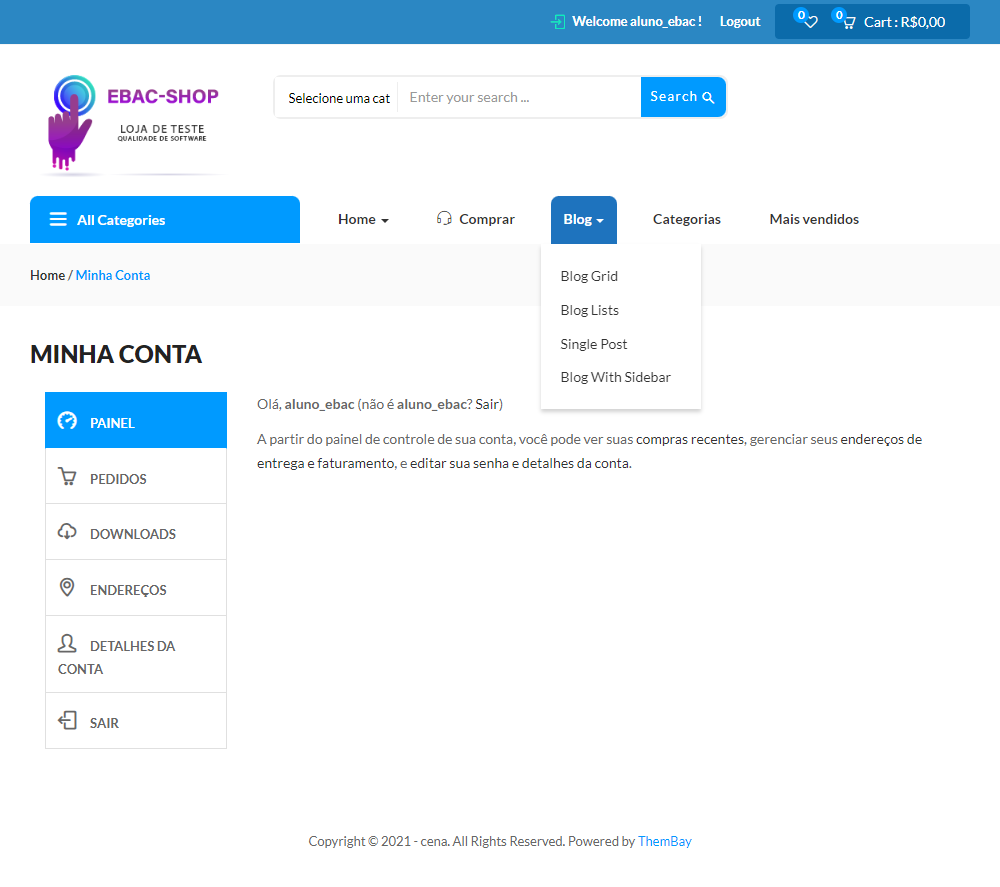 Welcome aluno_ebac ! Logout 0 0 Cart : R$0,00
EBAC-SHOP
LOJA DE TESTE
QUALIDADE DE SOFTWARE
Selecione uma cat Enter your search ... Search
All Categories Home Comprar Blog Categorias Mais vendidos
Home / Minha Conta
Blog Grid
Blog Lists
Single Post
Blog With Sidebar
MINHA CONTA
PAINEL
PEDIDOS
DOWNLOADS
ENDEREÇOS
DETALHES DA
CONTA
SAIR
Olá, aluno_ebac (não é aluno_ebac? Sair)
A partir do painel de controle de sua conta, você pode ver suas compras recentes, gerenciar seus endereços de
entrega e faturamento, e editar sua senha e detalhes da conta.
Copyright © 2021 - cena. All Rights Reserved. Powered by ThemBay